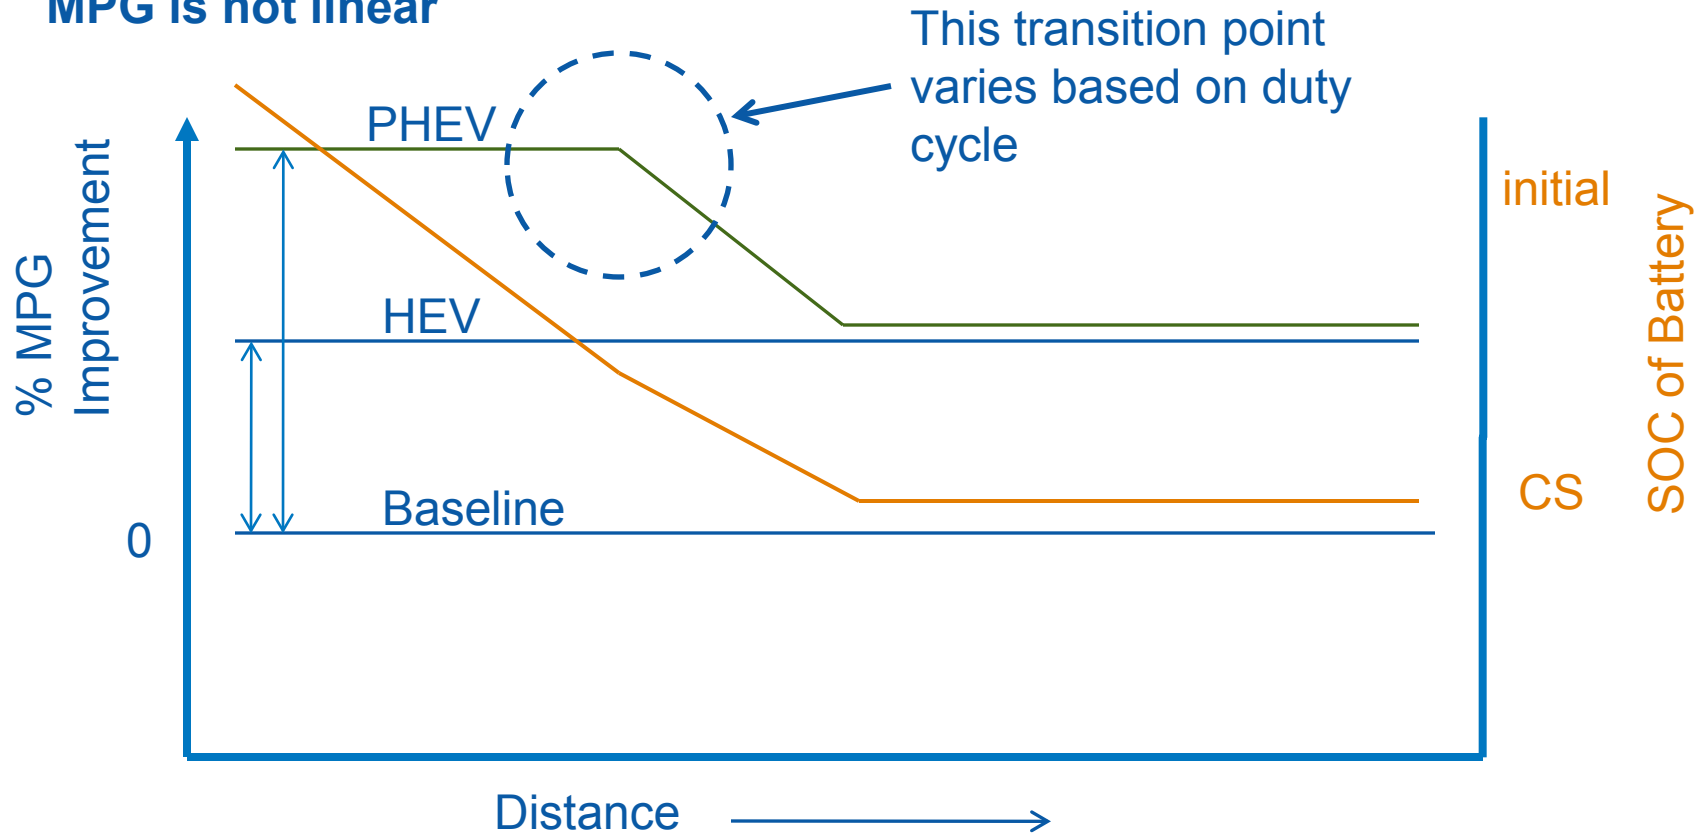 MPG is not linear
This transition point
varies based on duty
cycle
PHEV
initial
% MPG
Improvement
SOC of Battery
HEV
CS
Baseline
0
Distance